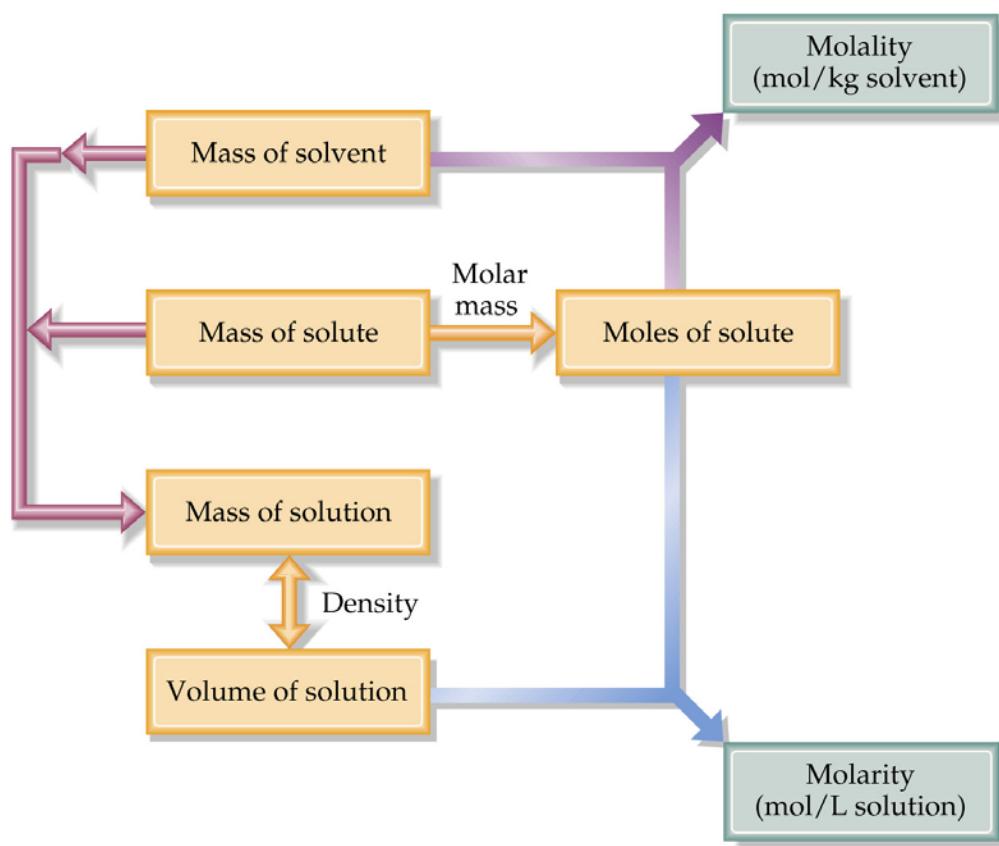 Molality
(mol/kg solvent)
Mass of solvent
Molar
mass
Mass of solute
Moles of solute
Mass of solution
Density
Volume of solution
Molarity
(mol/L solution)